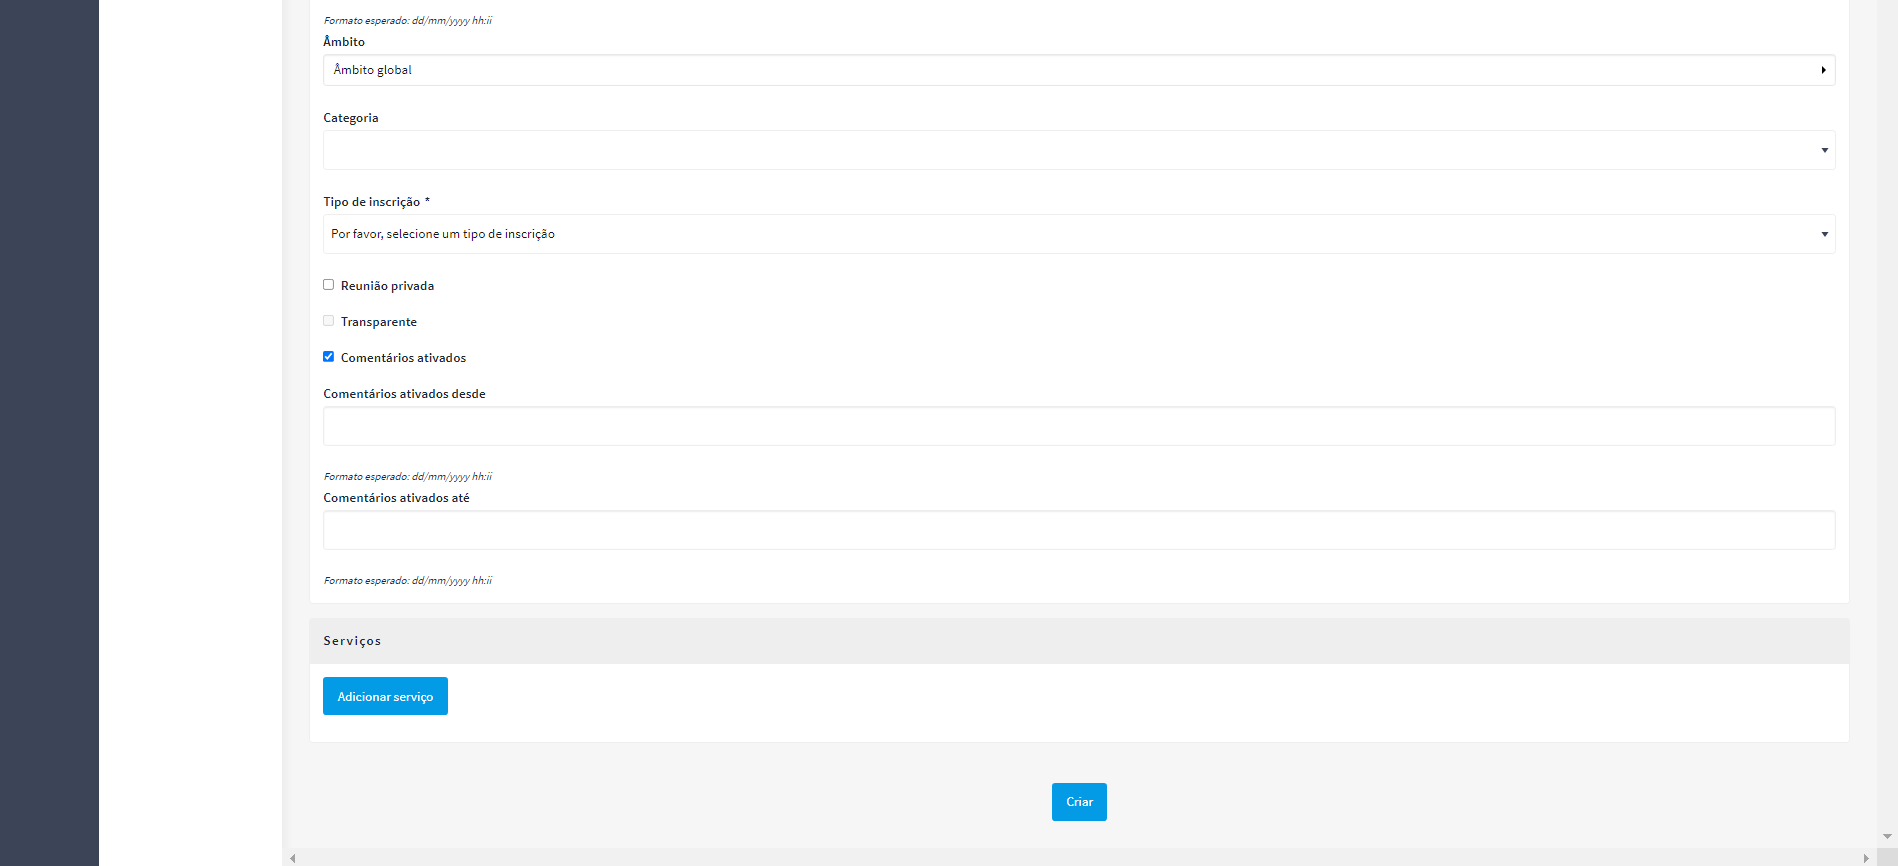 Formato esperado: dd/mm/yyyy hh:ii
Âmbito
Âmbito global
Categoria
Tipo de inscrição *
Por favor, selecione um tipo de inscrição
Reunião privada
Transparente
Comentários ativados
Comentários ativados desde
Formato esperado: dd/mm/yyyy hh:ii
Comentários ativados até
Formato esperado: dd/mm/yyyy hh:ii
Serviços
Adicionar serviço
Criar